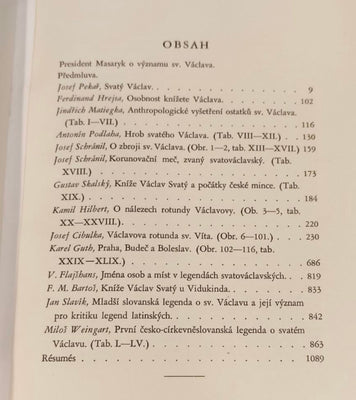 OBSAH
President Masaryk o významu sv. Václava.
Předmluva.
Josef Pekař, Svatý Václav. . . . . . . . . . . 9
Ferdinand Hrejsa, Osobnost knížete Václava. . . . . 102
Jindřich Matiegka, Anthropologické vyšetření ostatků sv. Václava.
(Tab. I—VII.) . . . . . . . . . . . 116
Antonín Podlaha, Hrob svatého Václava. (Tab. VIII—XII.) . 130
Josef Schránil, O zbroji sv. Václava. (Obr. 1—2, tab. XIII—XVII.) 159
Josef Schránil, Korunovační meč, zvaný svatováclavský. (Tab.
XVIII.) . . . . . . . . . . . 173
Gustav Skalský, Kníže Václav Svatý a počátky české mince. (Tab.
XIX.) . . . . . . . . . . . 184
Kamil Hilbert, O nálezech rotundy Václavovy. (Ob. 3—5, tab.
XX—XXVIII.) . . . . . . . . . . . 220
Josef Cibulka, Václavova rotunda sv. Víta. (Obr. 6—101.) . 230
Karel Guth, Praha, Budeč a Boleslav. (Obr. 102—116, tab.
XXIX—XLIX.) . . . . . . . . . . . 686
V. Flajšhans, Jména osob a míst v legendách svatováclavských. . 819
F. M. Bartoš, Kníže Václav Svatý u Vidukinda. . . . . 833
Jan Slavík, Mladší slovanská legenda o sv. Václavu a její význam
pro kritiku legend latinských. . . . . . . 842
Miloš Weingart, První česko-církevněslovanská legenda o svatém
Václavu. (Tab. L—LV.) . . . . . . . 863
Résumés . . . . . . . . . . . 1089